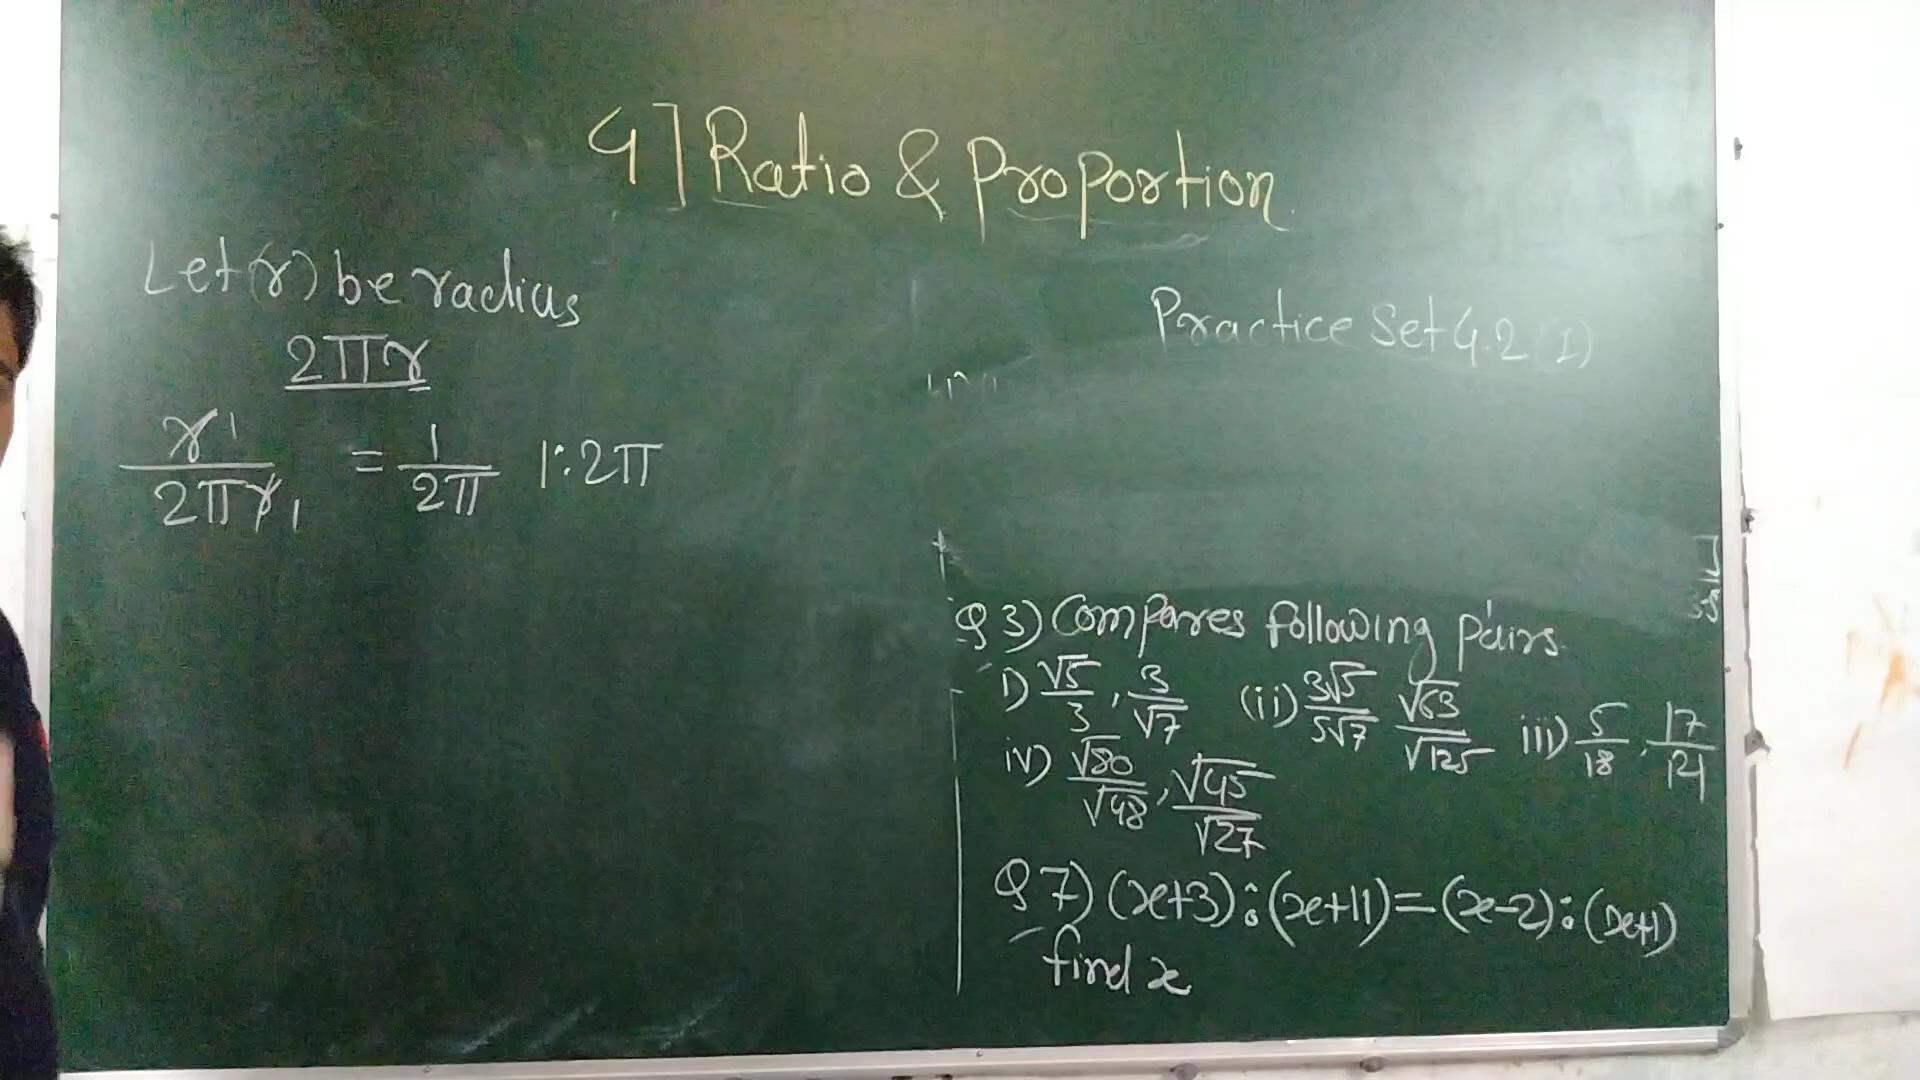 4] Ratio & Proportion
Let (r) be radius
2πr
r 1 / 2πr 1 = 1 / 2π 1:2π
Practice Set 4.2 (1)
Q 3) Compares following pairs.
i) √5/3 , 3/√7 (ii) 3√5/5√7 √63/√125 iii) 5/18 , 17/121
iv) √80/√48 , √45/√27
Q 7) (x+3):(x+11)=(x-2):(x+1)
find x